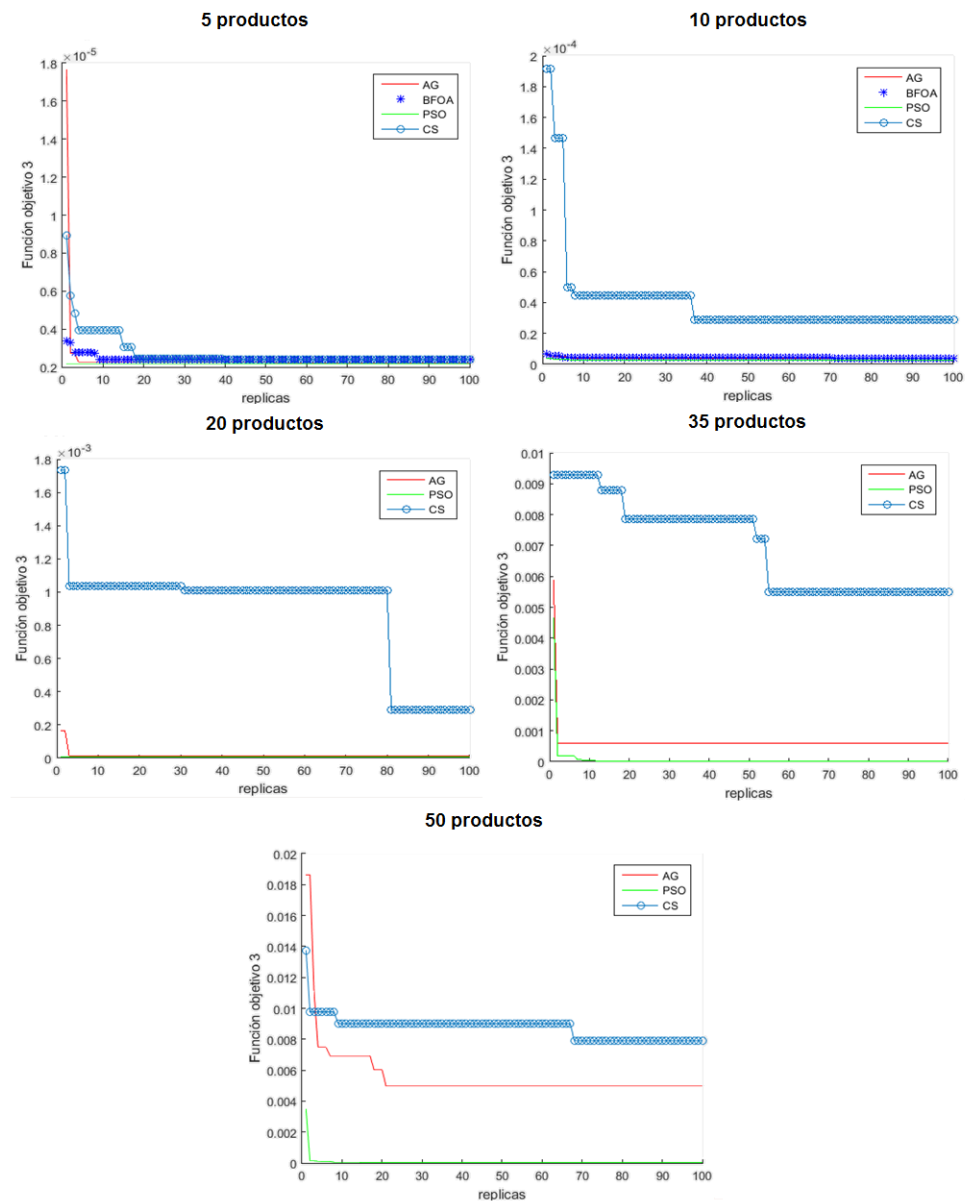 5 productos
×10^-5
1.8
1.6
1.4
1.2
1
0.8
0.6
0.4
0.2
Función objetivo 3
AG
BFOA
PSO
CS
0 10 20 30 40 50 60 70 80 90 100
replicas
10 productos
×10^-4
2
1.8
1.6
1.4
1.2
1
0.8
0.6
0.4
0.2
0
Función objetivo 3
AG
BFOA
PSO
CS
0 10 20 30 40 50 60 70 80 90 100
replicas
20 productos
×10^-3
1.8
1.6
1.4
1.2
1
0.8
0.6
0.4
0.2
0
Función objetivo 3
AG
PSO
CS
0 10 20 30 40 50 60 70 80 90 100
replicas
35 productos
0.01
0.009
0.008
0.007
0.006
0.005
0.004
0.003
0.002
0.001
0
Función objetivo 3
AG
PSO
CS
0 10 20 30 40 50 60 70 80 90 100
replicas
50 productos
0.02
0.018
0.016
0.014
0.012
0.01
0.008
0.006
0.004
0.002
0
Función objetivo 3
AG
PSO
CS
0 10 20 30 40 50 60 70 80 90 100
replicas